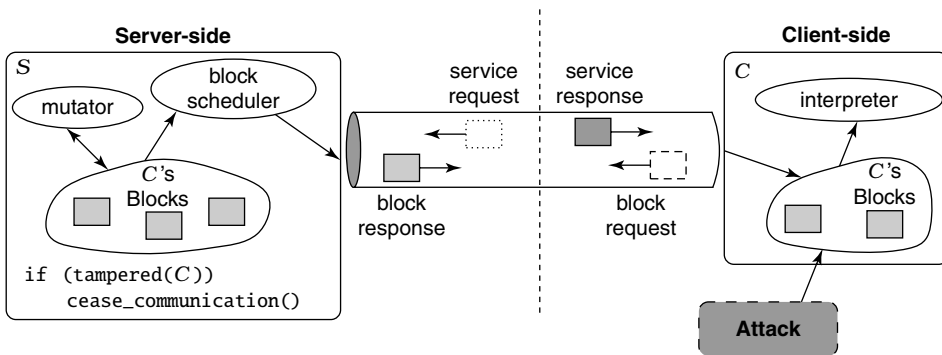 Server-side
Client-side
S
block
scheduler
mutator
C's
Blocks
if (tampered(C))
cease_communication()
service
request
service
response
block
response
block
request
C
interpreter
C's
Blocks
Attack